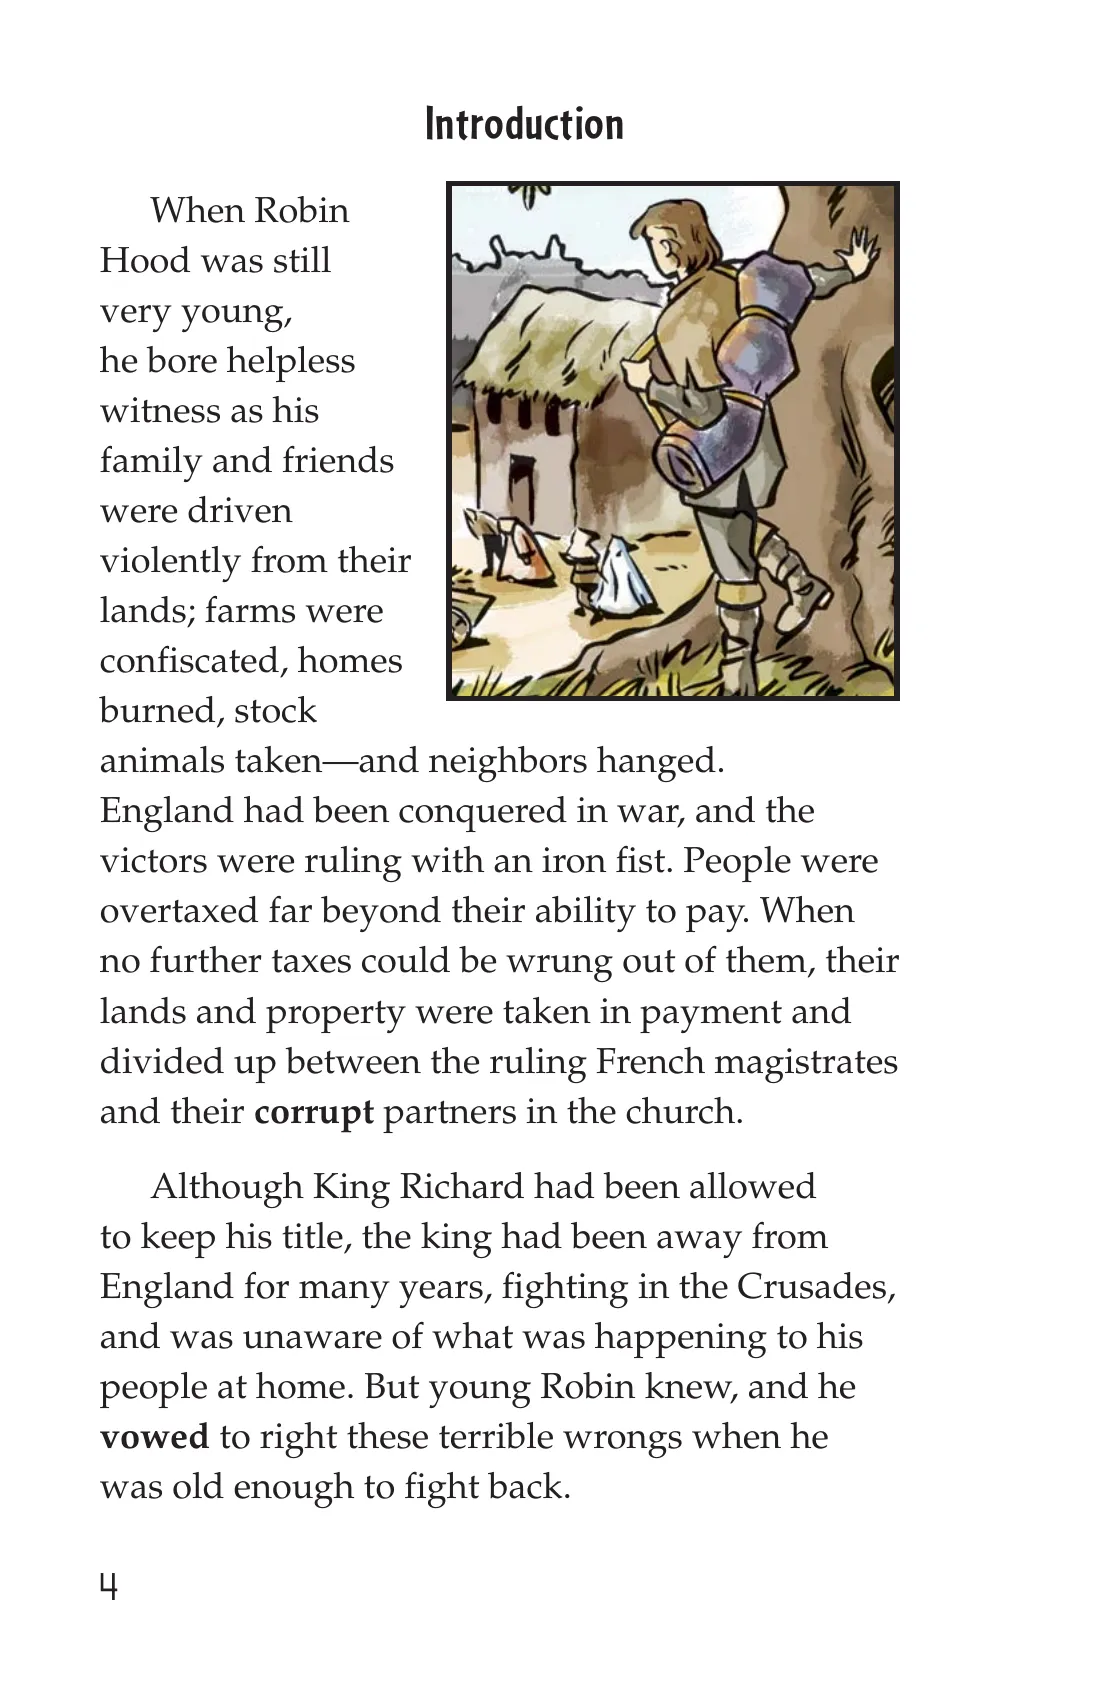 Introduction
When Robin
Hood was still
very young,
he bore helpless
witness as his
family and friends
were driven
violently from their
lands; farms were
confiscated, homes
burned, stock
animals taken—and neighbors hanged.
England had been conquered in war, and the
victors were ruling with an iron fist. People were
overtaxed far beyond their ability to pay. When
no further taxes could be wrung out of them, their
lands and property were taken in payment and
divided up between the ruling French magistrates
and their corrupt partners in the church.
Although King Richard had been allowed
to keep his title, the king had been away from
England for many years, fighting in the Crusades,
and was unaware of what was happening to his
people at home. But young Robin knew, and he
vowed to right these terrible wrongs when he
was old enough to fight back.
4